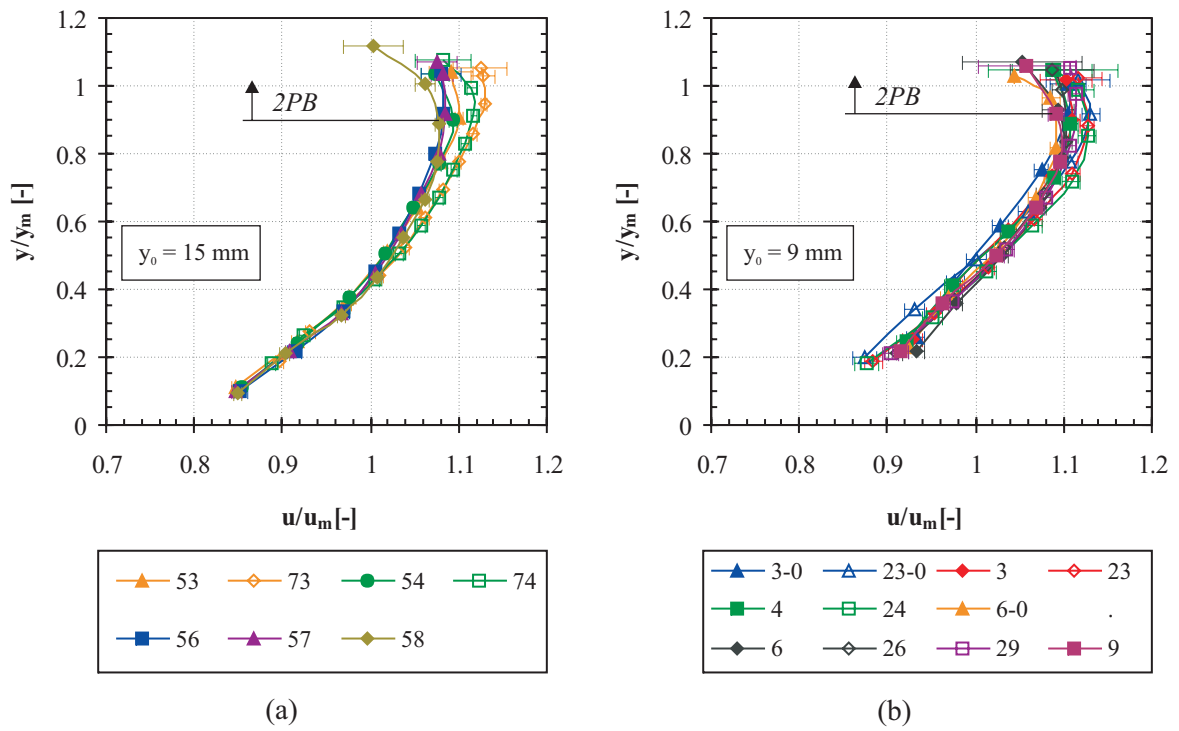 1.2
1
0.8
0.6
0.4
0.2
0
y/yₘ [-]
2PB
y₀ = 15 mm
0.7 0.8 0.9 1 1.1 1.2
u/uₘ[-]
53 73 54 74
56 57 58
(a)
1.2
1
0.8
0.6
0.4
0.2
0
y/yₘ [-]
2PB
y₀ = 9 mm
0.7 0.8 0.9 1 1.1 1.2
u/uₘ[-]
3-0 23-0 3 23
4 24 6-0 .
6 26 29 9
(b)